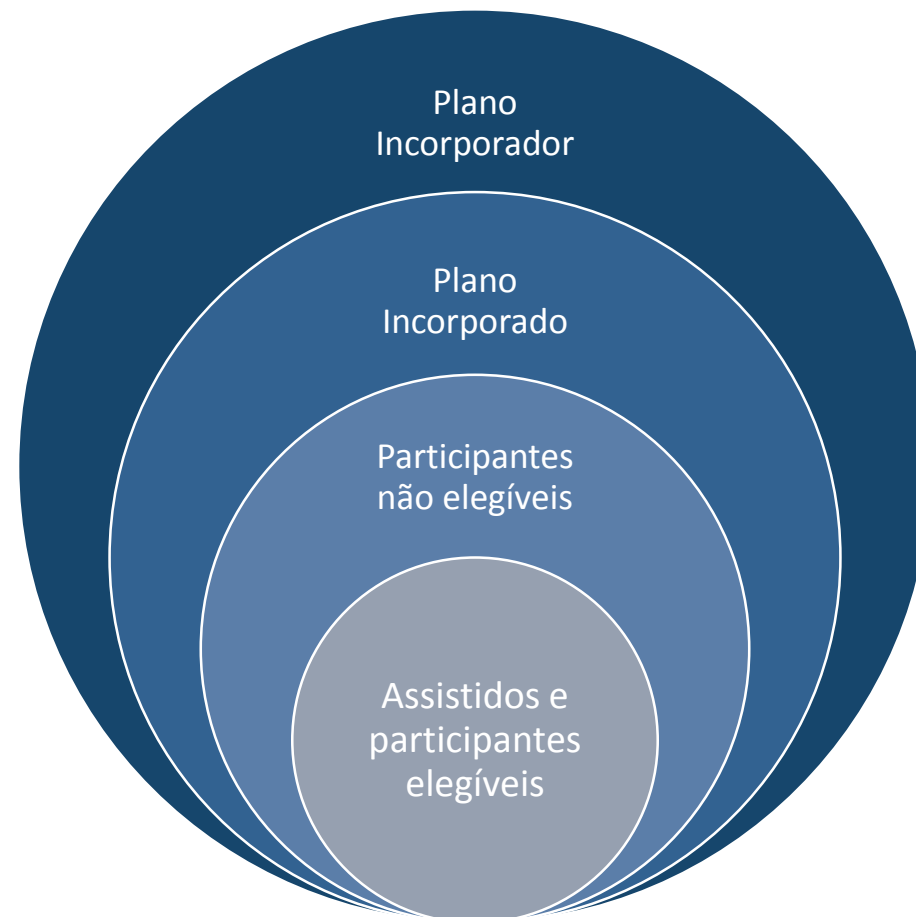 Plano
Incorporador
Plano
Incorporado
Participantes
não elegíveis
Assistidos e
participantes
elegíveis